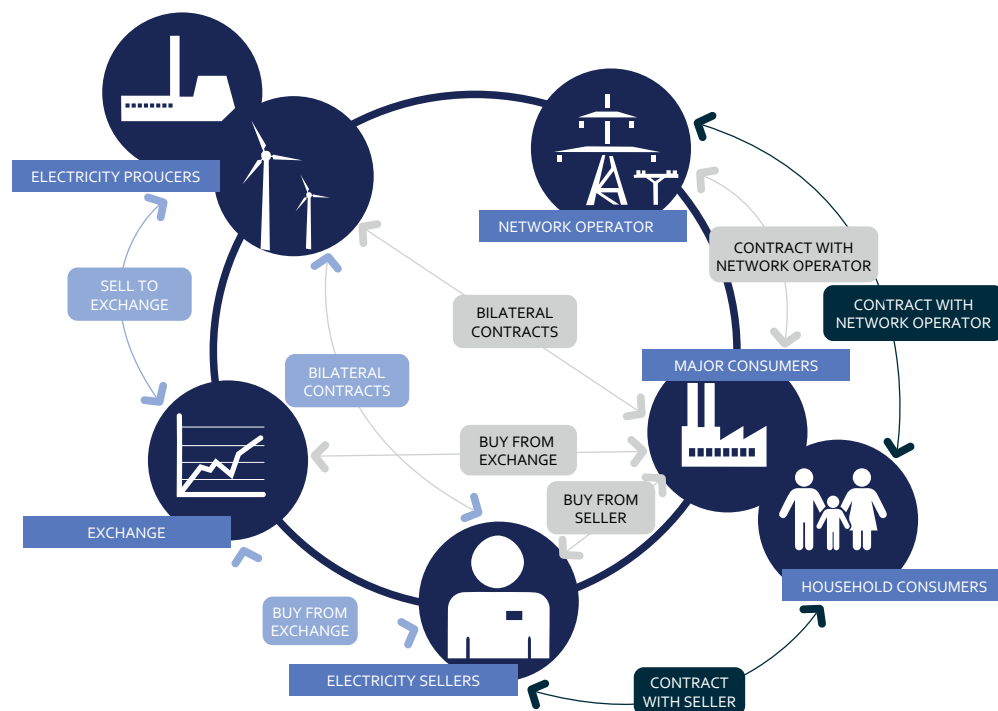 ELECTRICITY PROUCERS
NETWORK OPERATOR
CONTRACT WITH
NETWORK OPERATOR
SELL TO
EXCHANGE
CONTRACT WITH
NETWORK OPERATOR
BILATERAL
CONTRACTS
MAJOR CONSUMERS
BILATERAL
CONTRACTS
BUY FROM
EXCHANGE
BUY FROM
SELLER
EXCHANGE
HOUSEHOLD CONSUMERS
BUY FROM
EXCHANGE
ELECTRICITY SELLERS
CONTRACT
WITH SELLER